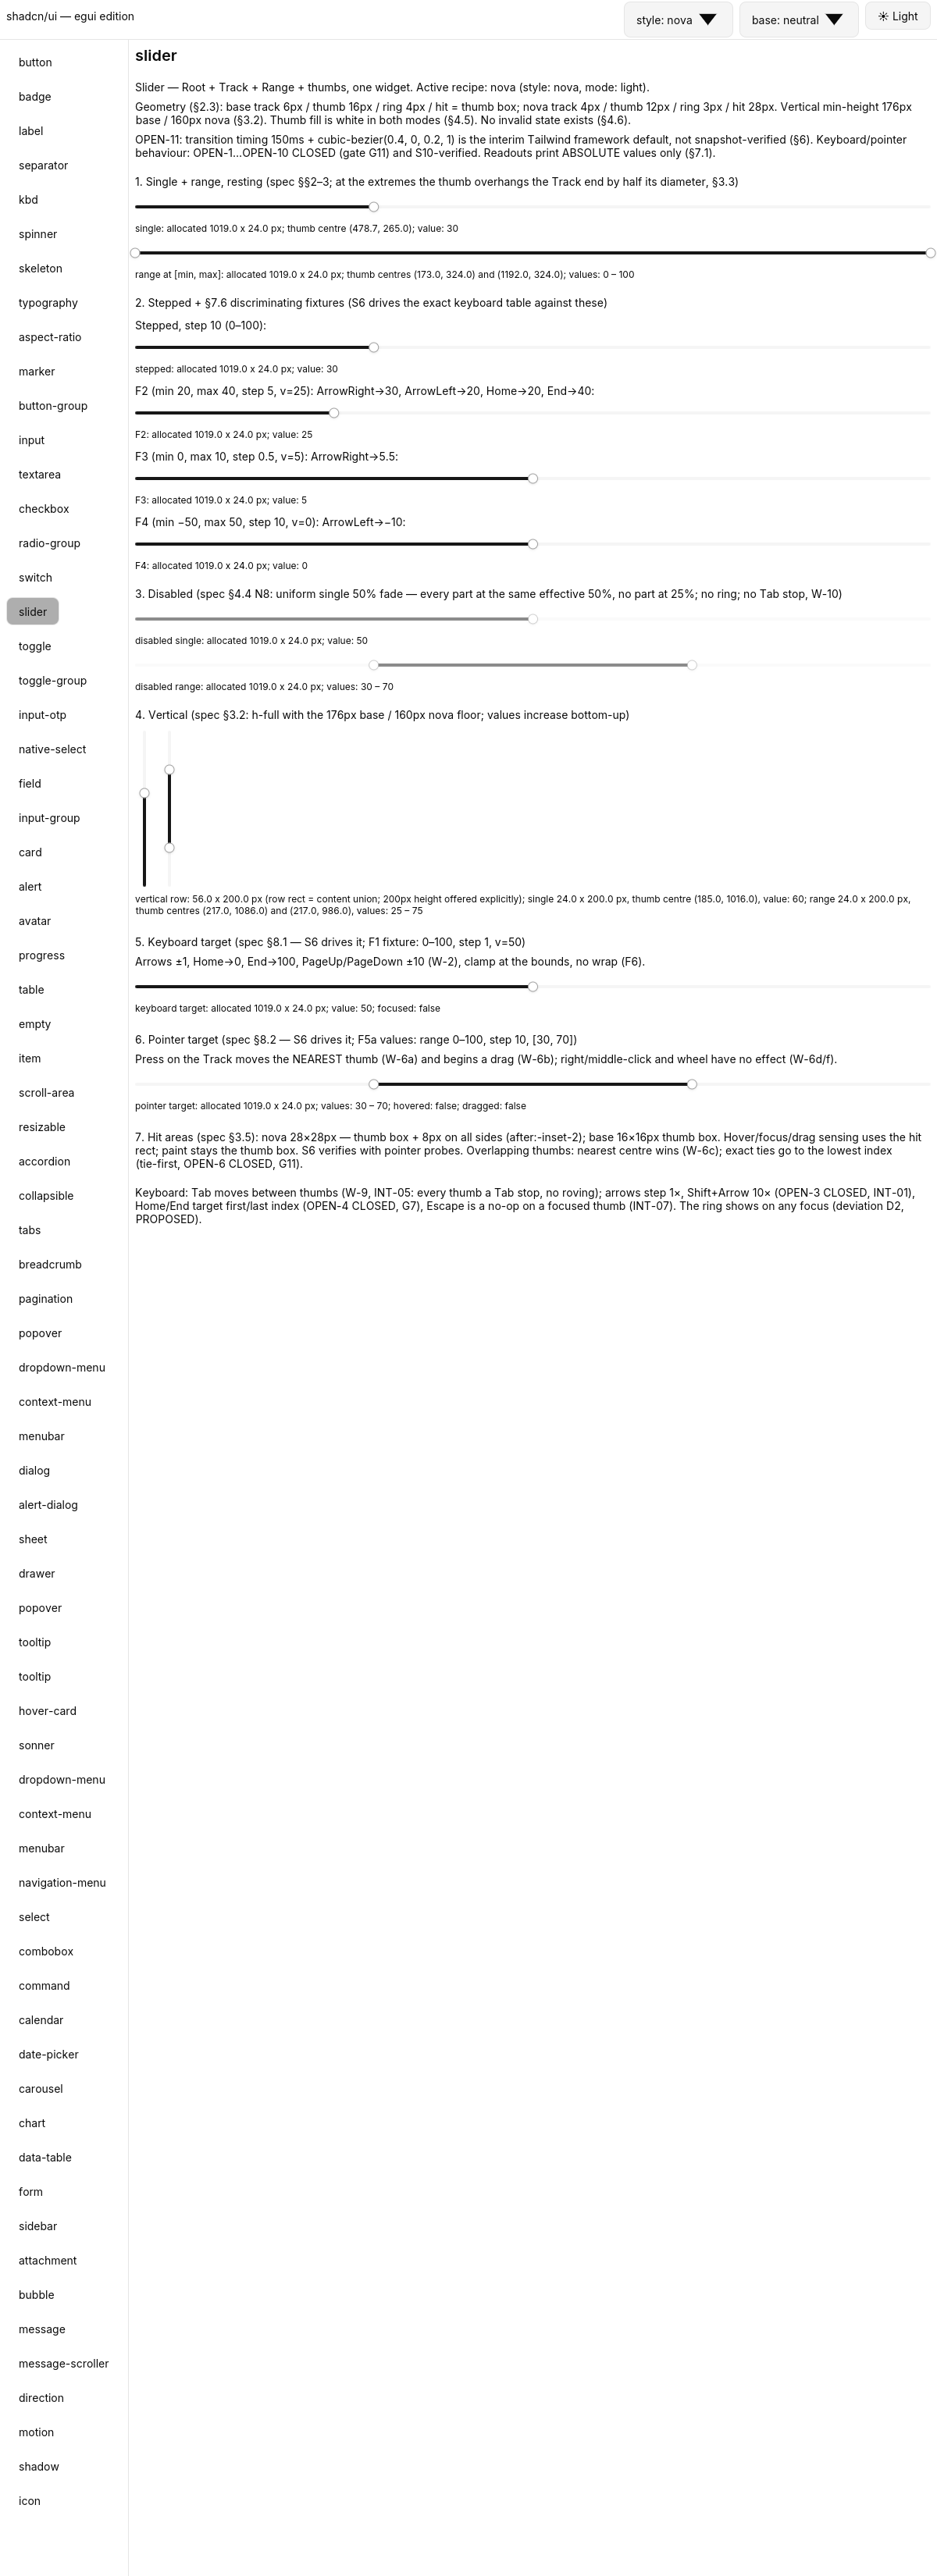 shadcn/ui — egui edition
style: nova
base: neutral
☀ Light
button
badge
label
separator
kbd
spinner
skeleton
typography
aspect-ratio
marker
button-group
input
textarea
checkbox
radio-group
switch
slider
toggle
toggle-group
input-otp
native-select
field
input-group
card
alert
avatar
progress
table
empty
item
scroll-area
resizable
accordion
collapsible
tabs
breadcrumb
pagination
popover
dropdown-menu
context-menu
menubar
dialog
alert-dialog
sheet
drawer
popover
tooltip
tooltip
hover-card
sonner
dropdown-menu
context-menu
menubar
navigation-menu
select
combobox
command
calendar
date-picker
carousel
chart
data-table
form
sidebar
attachment
bubble
message
message-scroller
direction
motion
shadow
icon
slider
Slider — Root + Track + Range + thumbs, one widget. Active recipe: nova (style: nova, mode: light).
Geometry (§2.3): base track 6px / thumb 16px / ring 4px / hit = thumb box; nova track 4px / thumb 12px / ring 3px / hit 28px. Vertical min-height 176px
base / 160px nova (§3.2). Thumb fill is white in both modes (§4.5). No invalid state exists (§4.6).
OPEN-11: transition timing 150ms + cubic-bezier(0.4, 0, 0.2, 1) is the interim Tailwind framework default, not snapshot-verified (§6). Keyboard/pointer
behaviour: OPEN-1…OPEN-10 CLOSED (gate G11) and S10-verified. Readouts print ABSOLUTE values only (§7.1).
1. Single + range, resting (spec §§2–3; at the extremes the thumb overhangs the Track end by half its diameter, §3.3)
single: allocated 1019.0 x 24.0 px; thumb centre (478.7, 265.0); value: 30
range at [min, max]: allocated 1019.0 x 24.0 px; thumb centres (173.0, 324.0) and (1192.0, 324.0); values: 0 – 100
2. Stepped + §7.6 discriminating fixtures (S6 drives the exact keyboard table against these)
Stepped, step 10 (0–100):
stepped: allocated 1019.0 x 24.0 px; value: 30
F2 (min 20, max 40, step 5, v=25): ArrowRight→30, ArrowLeft→20, Home→20, End→40:
F2: allocated 1019.0 x 24.0 px; value: 25
F3 (min 0, max 10, step 0.5, v=5): ArrowRight→5.5:
F3: allocated 1019.0 x 24.0 px; value: 5
F4 (min −50, max 50, step 10, v=0): ArrowLeft→−10:
F4: allocated 1019.0 x 24.0 px; value: 0
3. Disabled (spec §4.4 N8: uniform single 50% fade — every part at the same effective 50%, no part at 25%; no ring; no Tab stop, W-10)
disabled single: allocated 1019.0 x 24.0 px; value: 50
disabled range: allocated 1019.0 x 24.0 px; values: 30 – 70
4. Vertical (spec §3.2: h-full with the 176px base / 160px nova floor; values increase bottom-up)
vertical row: 56.0 x 200.0 px (row rect = content union; 200px height offered explicitly); single 24.0 x 200.0 px, thumb centre (185.0, 1016.0), value: 60; range 24.0 x 200.0 px,
thumb centres (217.0, 1086.0) and (217.0, 986.0), values: 25 – 75
5. Keyboard target (spec §8.1 — S6 drives it; F1 fixture: 0–100, step 1, v=50)
Arrows ±1, Home→0, End→100, PageUp/PageDown ±10 (W-2), clamp at the bounds, no wrap (F6).
keyboard target: allocated 1019.0 x 24.0 px; value: 50; focused: false
6. Pointer target (spec §8.2 — S6 drives it; F5a values: range 0–100, step 10, [30, 70])
Press on the Track moves the NEAREST thumb (W-6a) and begins a drag (W-6b); right/middle-click and wheel have no effect (W-6d/f).
pointer target: allocated 1019.0 x 24.0 px; values: 30 – 70; hovered: false; dragged: false
7. Hit areas (spec §3.5): nova 28×28px — thumb box + 8px on all sides (after:-inset-2); base 16×16px thumb box. Hover/focus/drag sensing uses the hit
rect; paint stays the thumb box. S6 verifies with pointer probes. Overlapping thumbs: nearest centre wins (W-6c); exact ties go to the lowest index
(tie-first, OPEN-6 CLOSED, G11).
Keyboard: Tab moves between thumbs (W-9, INT-05: every thumb a Tab stop, no roving); arrows step 1×, Shift+Arrow 10× (OPEN-3 CLOSED, INT-01),
Home/End target first/last index (OPEN-4 CLOSED, G7), Escape is a no-op on a focused thumb (INT-07). The ring shows on any focus (deviation D2,
PROPOSED).